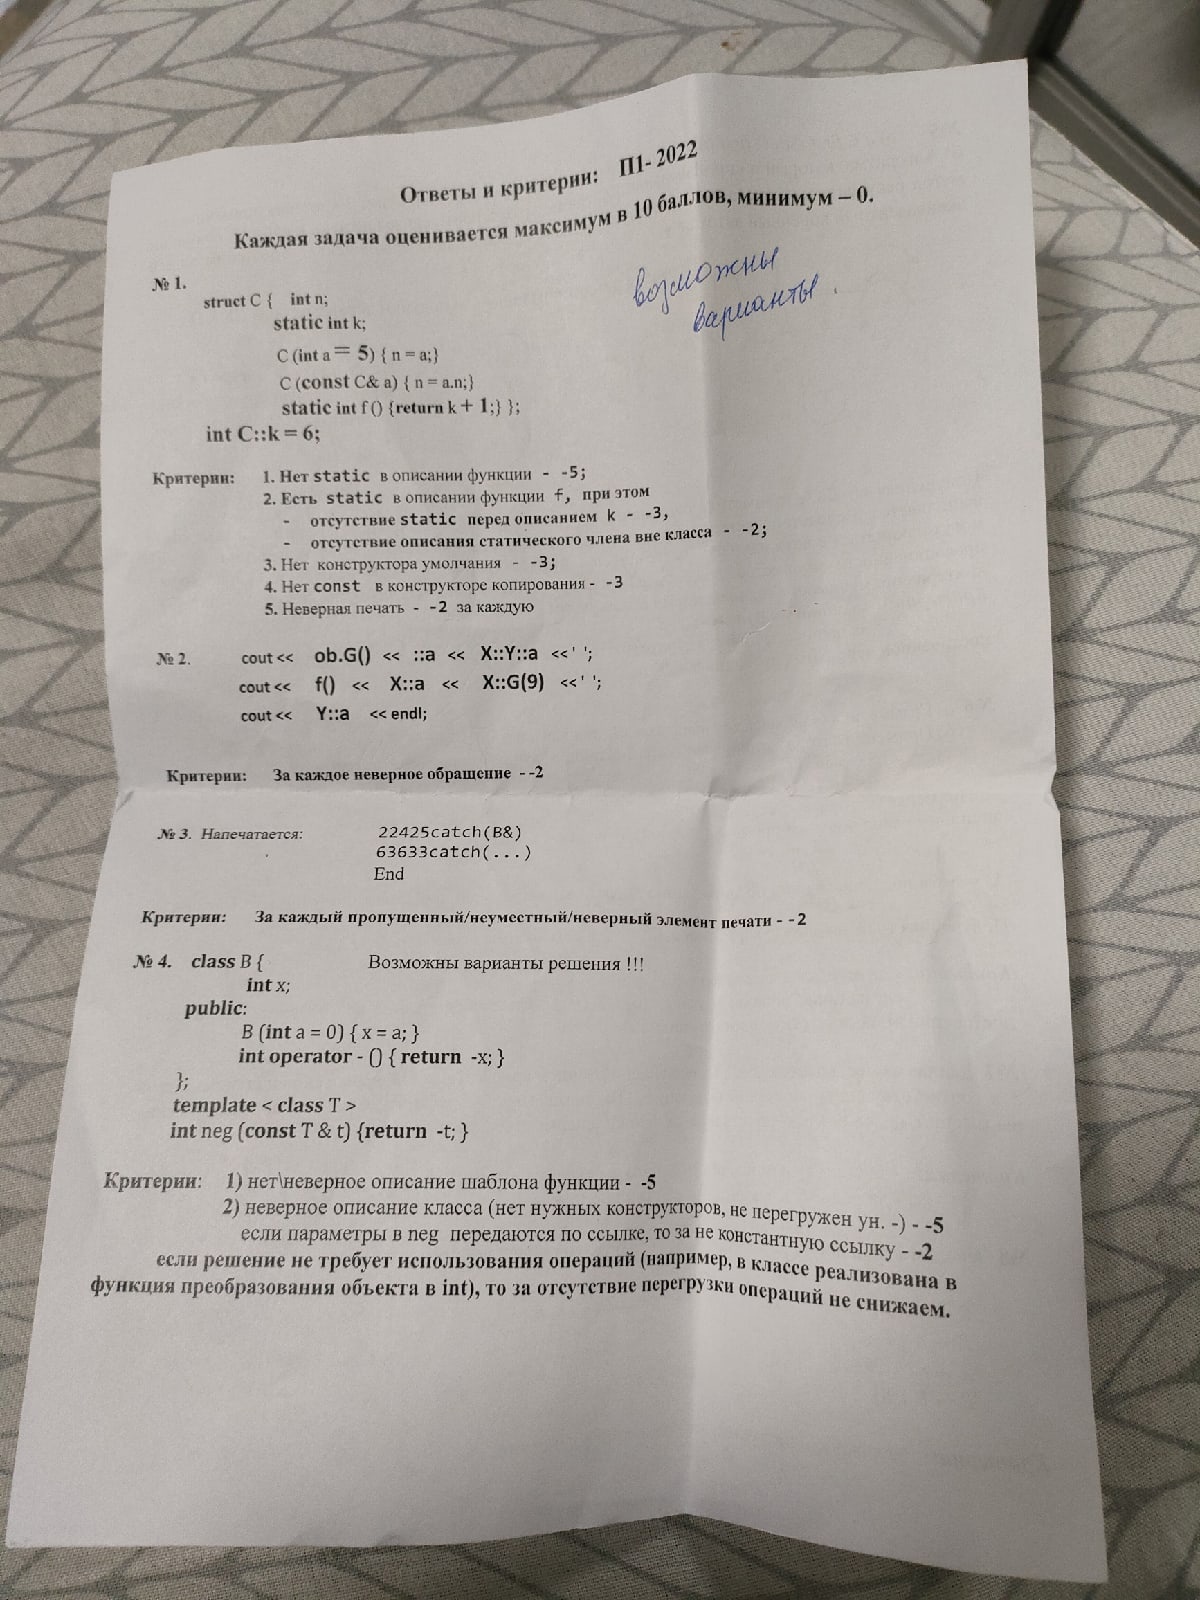 Ответы и критерии: П1- 2022
Каждая задача оценивается максимум в 10 баллов, минимум – 0.
возможны
варианты.
№ 1.
struct C { int n;
static int k;
C (int a = 5) { n = a;}
C (const C& a) { n = a.n;}
static int f () {return k + 1;} };
int C::k = 6;
Критерии: 1. Нет static в описании функции - -5;
2. Есть static в описании функции f, при этом
- отсутствие static перед описанием k - -3,
- отсутствие описания статического члена вне класса - -2;
3. Нет конструктора умолчания - -3;
4. Нет const в конструкторе копирования - -3
5. Неверная печать - -2 за каждую
№ 2. cout << ob.G() << ::a << X::Y::a <<' ';
cout << f() << X::a << X::G(9) <<' ';
cout << Y::a << endl;
Критерии: За каждое неверное обращение - -2
№ 3. Напечатается: 22425catch(B&)
63633catch(...)
End
Критерии: За каждый пропущенный/неуместный/неверный элемент печати - -2
№ 4. class B { Возможны варианты решения !!!
int x;
public:
B (int a = 0) { x = a; }
int operator - () { return -x; }
};
template < class T >
int neg (const T & t) {return -t; }
Критерии: 1) нет\неверное описание шаблона функции - -5
2) неверное описание класса (нет нужных конструкторов, не перегружен ун. -) - -5
если параметры в neg передаются по ссылке, то за не константную ссылку - -2
если решение не требует использования операций (например, в классе реализована в
функция преобразования объекта в int), то за отсутствие перегрузки операций не снижаем.